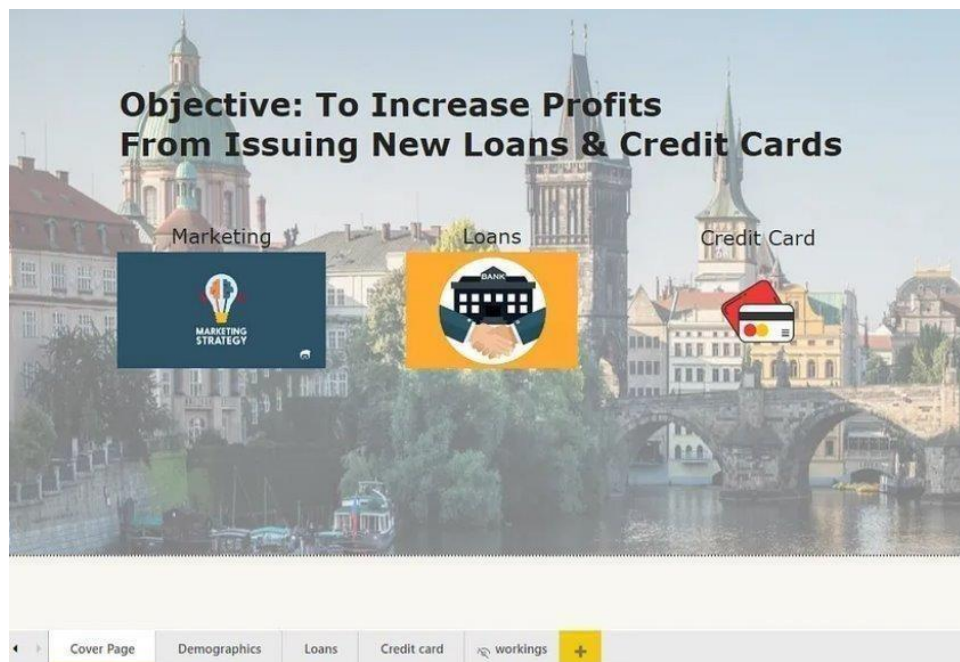 Objective: To Increase Profits
From Issuing New Loans & Credit Cards
Marketing
Loans
Credit Card
MARKETING
STRATEGY
BANK
Cover Page
Demographics
Loans
Credit card
workings
+